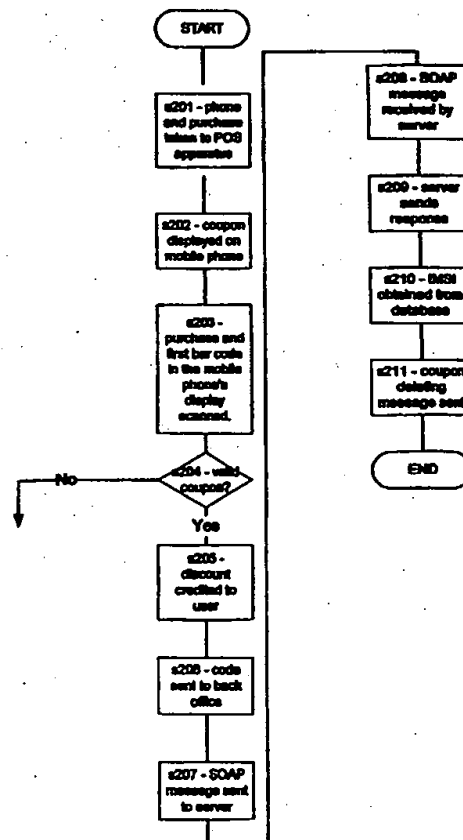 START
s201 - phone
and purchase
taken to POS
apparatus
s202 - coupon
displayed on
mobile phone
s203 -
purchase and
first bar code
in the mobile
phone's
display
scanned.
s204 - valid
coupon?
No
Yes
s205 -
discount
credited to
user
s206 - code
sent to back
office
s207 - SOAP
message sent
to server
s208 - SOAP
message
received by
server
s209 - server
sends
response
s210 - IMSI
obtained from
database
s211 - coupon
deleting
message sent
END